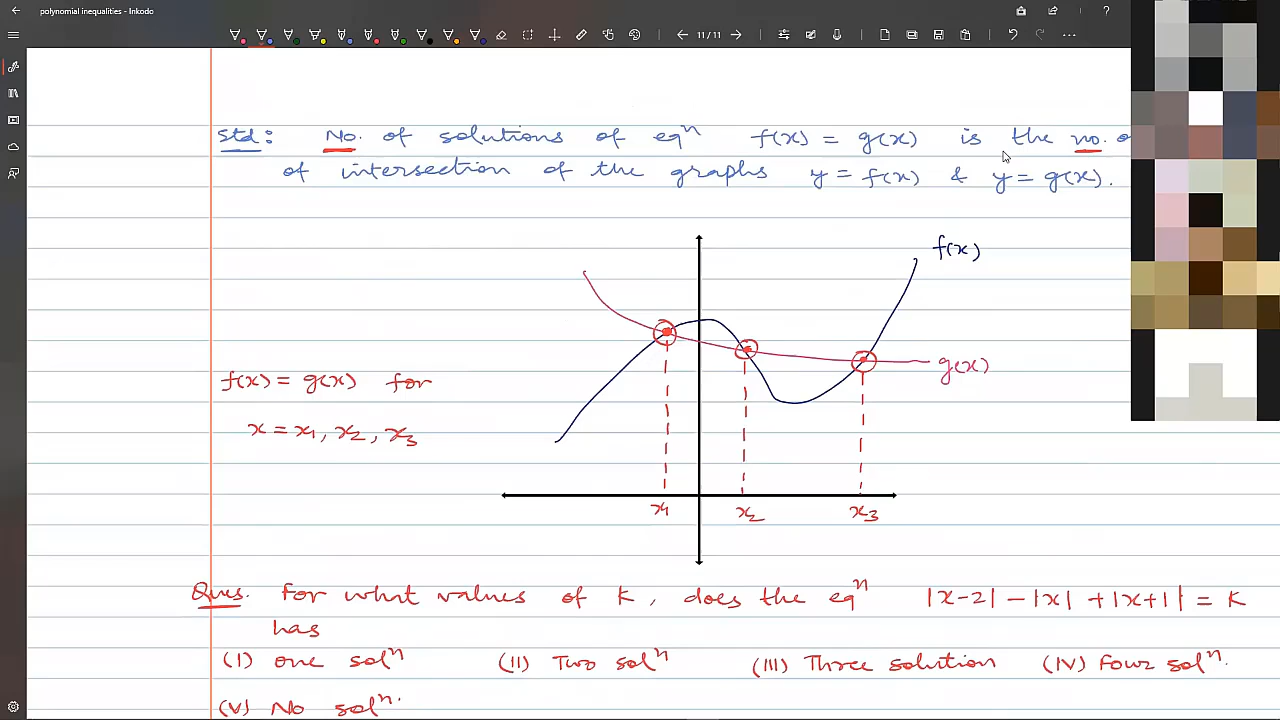 polynomial inequalities - Inkodo
11/11
Std: No. of solutions of eqⁿ f(x) = g(x) is the no.
of intersection of the graphs y = f(x) & y = g(x).
f(x)
g(x)
f(x) = g(x) for
x = x₁, x₂, x₃
x₁ x₂ x₃
Ques. For what values of K, does the eqⁿ |x-2| - |x| + |x+1| = K
has
(I) one solⁿ (II) Two solⁿ (III) Three solution (IV) Four solⁿ.
(V) No solⁿ.